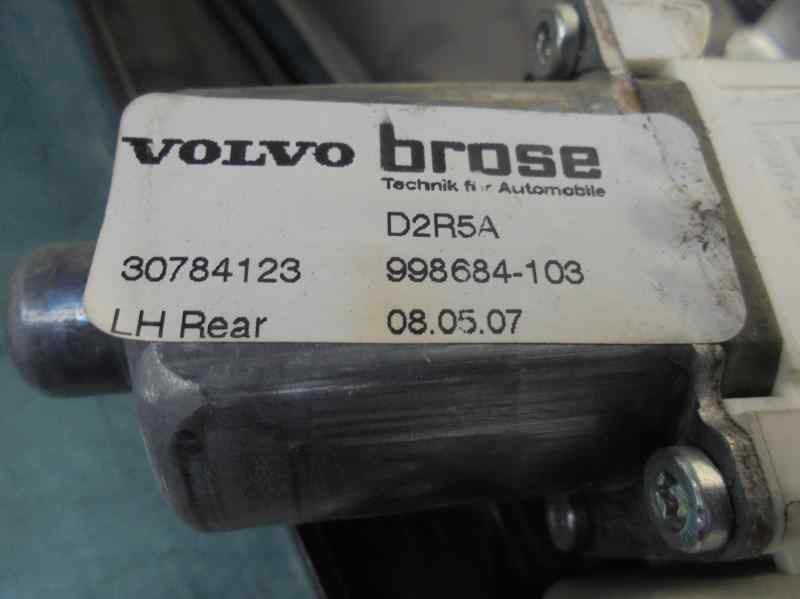 VOLVO brose
Technik für Automobile
D2R5A
30784123 998684-103
LH Rear 08.05.07